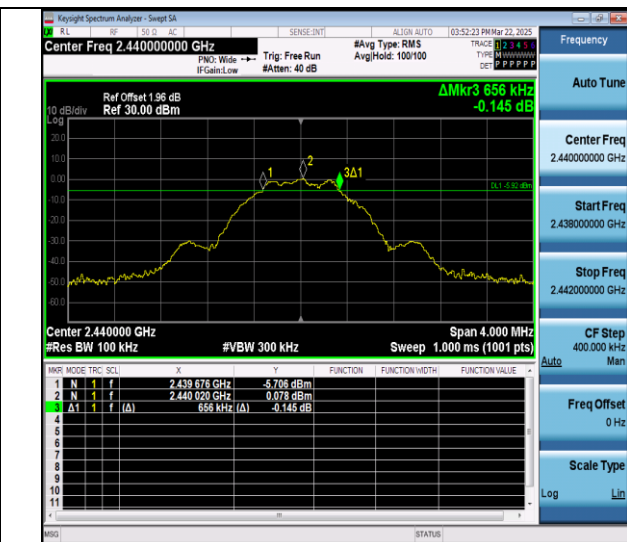 Keysight Spectrum Analyzer - Swept SA
RL RF 50 Ω AC SENSE:INT ALIGN AUTO 03:52:23 PM Mar 22, 2025
Center Freq 2.440000000 GHz #Avg Type: RMS TRACE 1 2 3 4 5 6
PNO: Wide Trig: Free Run Avg|Hold: 100/100 TYPE M W W W W W
IFGain:Low #Atten: 40 dB DET P P P P P P
Frequency
Auto Tune
ΔMkr3 656 kHz
Ref Offset 1.96 dB
-0.145 dB
10 dB/div Ref 30.00 dBm
Log
20.0
10.0
0.00
-10.0
-20.0
-30.0
-40.0
-50.0
-60.0
1
2
3Δ1
DL1 -5.92 dBm
Center 2.440000 GHz Span 4.000 MHz
#Res BW 100 kHz #VBW 300 kHz Sweep 1.000 ms (1001 pts)
MKR MODE TRC SCL X Y FUNCTION FUNCTION WIDTH FUNCTION VALUE
1 N 1 f 2.439 676 GHz -5.706 dBm
2 N 1 f 2.440 020 GHz 0.078 dBm
3 Δ1 1 f (Δ) 656 kHz (Δ) -0.145 dB
4
5
6
7
8
9
10
11
Center Freq
2.440000000 GHz
Start Freq
2.438000000 GHz
Stop Freq
2.442000000 GHz
CF Step
400.000 kHz
Auto Man
Freq Offset
0 Hz
Scale Type
Log Lin
MSG STATUS